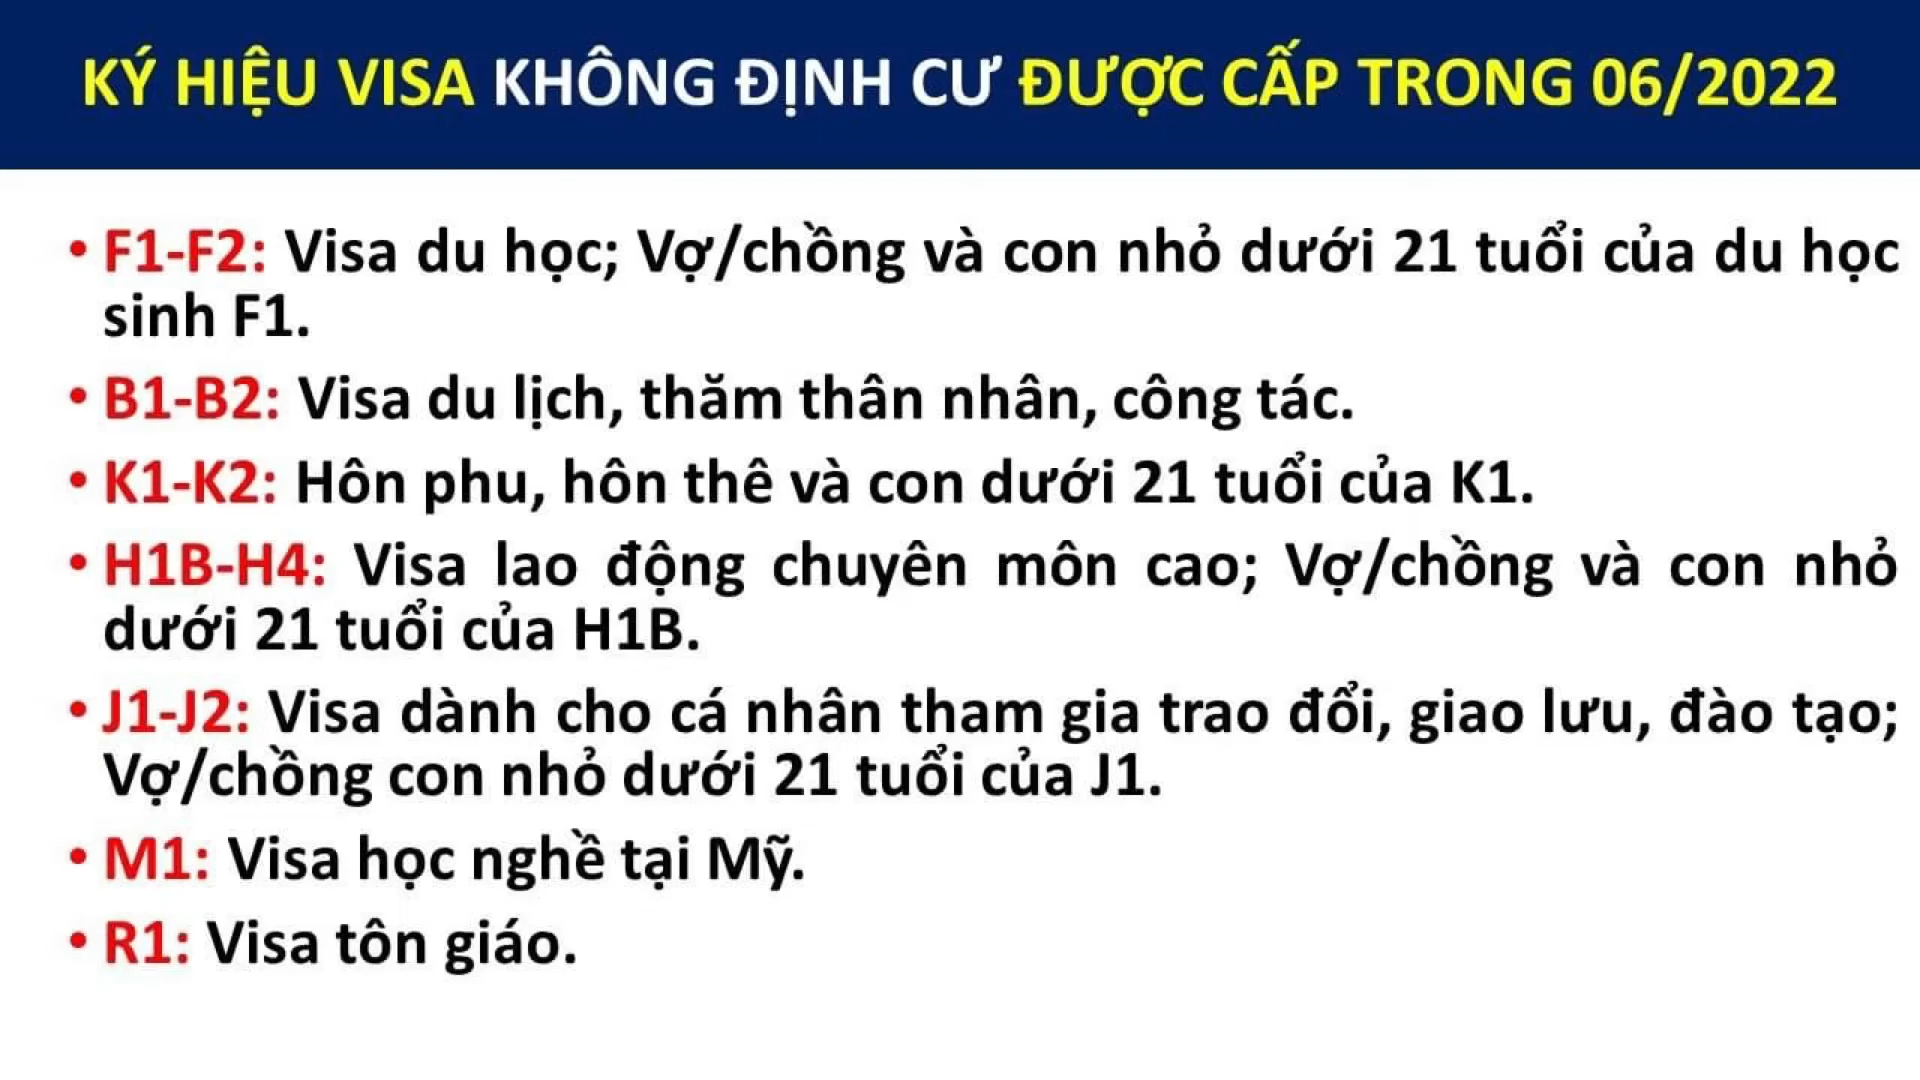 KÝ HIỆU VISA KHÔNG ĐỊNH CƯ ĐƯỢC CẤP TRONG 06/2022
• F1-F2: Visa du học; Vợ/chồng và con nhỏ dưới 21 tuổi của du học
sinh F1.
• B1-B2: Visa du lịch, thăm thân nhân, công tác.
• K1-K2: Hôn phu, hôn thê và con dưới 21 tuổi của K1.
• H1B-H4: Visa lao động chuyên môn cao; Vợ/chồng và con nhỏ
dưới 21 tuổi của H1B.
• J1-J2: Visa dành cho cá nhân tham gia trao đổi, giao lưu, đào tạo;
Vợ/chồng con nhỏ dưới 21 tuổi của J1.
• M1: Visa học nghề tại Mỹ.
• R1: Visa tôn giáo.